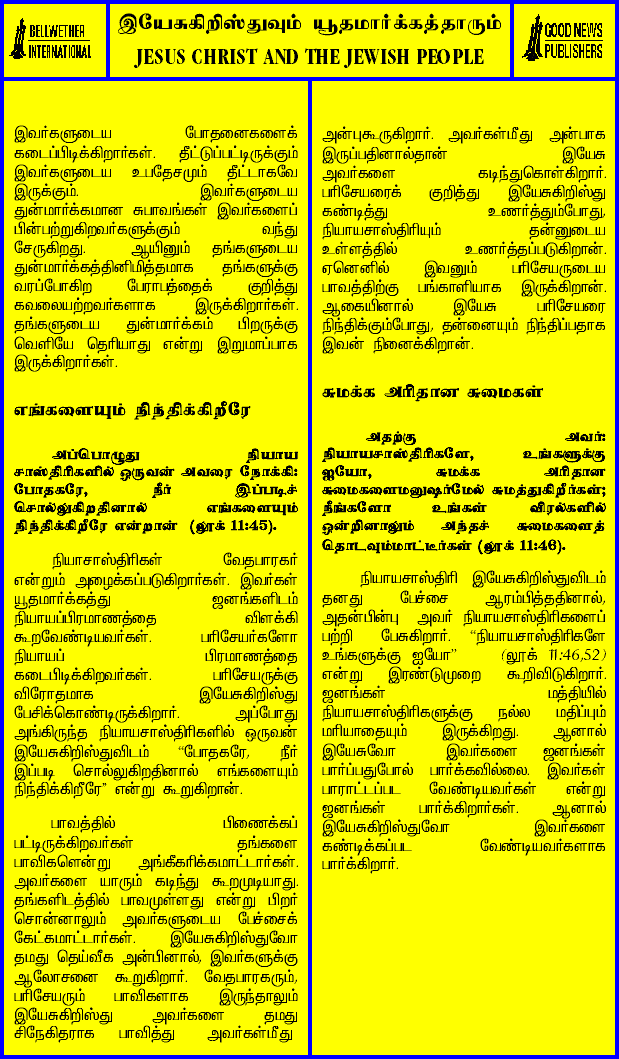 BELLWETHER
INTERNATIONAL
இயேசுகிறிஸ்துவும் யூதமார்க்கத்தாரும்
JESUS CHRIST AND THE JEWISH PEOPLE
GOOD NEWS
PUBLISHERS
இவர்களுடைய போதனைகளைக்
கடைப்பிடிக்கிறார்கள். தீட்டுப்பட்டிருக்கும்
இவர்களுடைய உபதேசமும் தீட்டாகவே
இருக்கும். இவர்களுடைய
துன்மார்க்கமான சுபாவங்கள் இவர்களைப்
பின்பற்றுகிறவர்களுக்கும் வந்து
சேருகிறது. ஆயினும் தங்களுடைய
துன்மார்க்கத்தினிமித்தமாக தங்களுக்கு
வரப்போகிற பேராபத்தைக் குறித்து
கவலையற்றவர்களாக இருக்கிறார்கள்.
தங்களுடைய துன்மார்க்கம் பிறருக்கு
வெளியே தெரியாது என்று இறுமாப்பாக
இருக்கிறார்கள்.
எங்களையும் நிந்திக்கிறீரே
அப்பொழுது நியாய
சாஸ்திரிகளில் ஒருவன் அவரை நோக்கி:
போதகரே, நீர் இப்படிச்
சொல்லுகிறதினால் எங்களையும்
நிந்திக்கிறீரே என்றான் (லூக் 11:45).
நியாசாஸ்திரிகள் வேதபாரகர்
என்றும் அழைக்கப்படுகிறார்கள். இவர்கள்
யூதமார்க்கத்து ஜனங்களிடம்
நியாயப்பிரமாணத்தை விளக்கி
கூறவேண்டியவர்கள். பரிசேயர்களோ
நியாயப் பிரமாணத்தை
கடைபிடிக்கிறவர்கள். பரிசேயருக்கு
விரோதமாக இயேசுகிறிஸ்து
பேசிக்கொண்டிருக்கிறார். அப்போது
அங்கிருந்த நியாயசாஸ்திரிகளில் ஒருவன்
இயேசுகிறிஸ்துவிடம் “போதகரே, நீர்
இப்படி சொல்லுகிறதினால் எங்களையும்
நிந்திக்கிறீரே” என்று கூறுகிறான்.
பாவத்தில் பிணைக்கப்
பட்டிருக்கிறவர்கள் தங்களை
பாவிகளென்று அங்கீகரிக்கமாட்டார்கள்.
அவர்களை யாரும் கடிந்து கூறமுடியாது.
தங்களிடத்தில் பாவமுள்ளது என்று பிறர்
சொன்னாலும் அவர்களுடைய பேச்சைக்
கேட்கமாட்டார்கள். இயேசுகிறிஸ்துவோ
தமது தெய்வீக அன்பினால், இவர்களுக்கு
ஆலோசனை கூறுகிறார். வேதபாரகரும்,
பரிசேயரும் பாவிகளாக இருந்தாலும்
இயேசுகிறிஸ்து அவர்களை தமது
சிநேகிதராக பாவித்து அவர்கள்மீது
அன்புகூருகிறார். அவர்கள்மீது அன்பாக
இருப்பதினால்தான் இயேசு
அவர்களை கடிந்துகொள்கிறார்.
பரிசேயரைக் குறித்து இயேசுகிறிஸ்து
கண்டித்து உணர்த்தும்போது,
நியாயசாஸ்திரியும் தன்னுடைய
உள்ளத்தில் உணர்த்தப்படுகிறான்.
ஏனெனில் இவனும் பரிசேயருடைய
பாவத்திற்கு பங்காளியாக இருக்கிறான்.
ஆகையினால் இயேசு பரிசேயரை
நிந்திக்கும்போது, தன்னையும் நிந்திப்பதாக
இவன் நினைக்கிறான்.
சுமக்க அரிதான சுமைகள்
அதற்கு அவர்:
நியாயசாஸ்திரிகளே, உங்களுக்கு
ஐயோ, சுமக்க அரிதான
சுமைகளைமனுஷர்மேல் சுமத்துகிறீர்கள்;
நீங்களோ உங்கள் விரல்களில்
ஒன்றினாலும் அந்தச் சுமைகளைத்
தொடவும்மாட்டீர்கள் (லூக் 11:46).
நியாயசாஸ்திரி இயேசுகிறிஸ்துவிடம்
தனது பேச்சை ஆரம்பித்ததினால்,
அதன்பின்பு அவர் நியாயசாஸ்திரிகளைப்
பற்றி பேசுகிறார். “நியாயசாஸ்திரிகளே
உங்களுக்கு ஐயோ” (லூக் 11:46,52)
என்று இரண்டுமுறை கூறிவிடுகிறார்.
ஜனங்கள் மத்தியில்
நியாயசாஸ்திரிகளுக்கு நல்ல மதிப்பும்
மரியாதையும் இருக்கிறது. ஆனால்
இயேசுவோ இவர்களை ஜனங்கள்
பார்ப்பதுபோல் பார்க்கவில்லை. இவர்கள்
பாராட்டப்பட வேண்டியவர்கள் என்று
ஜனங்கள் பார்க்கிறார்கள். ஆனால்
இயேசுகிறிஸ்துவோ இவர்களை
கண்டிக்கப்பட வேண்டியவர்களாக
பார்க்கிறார்.